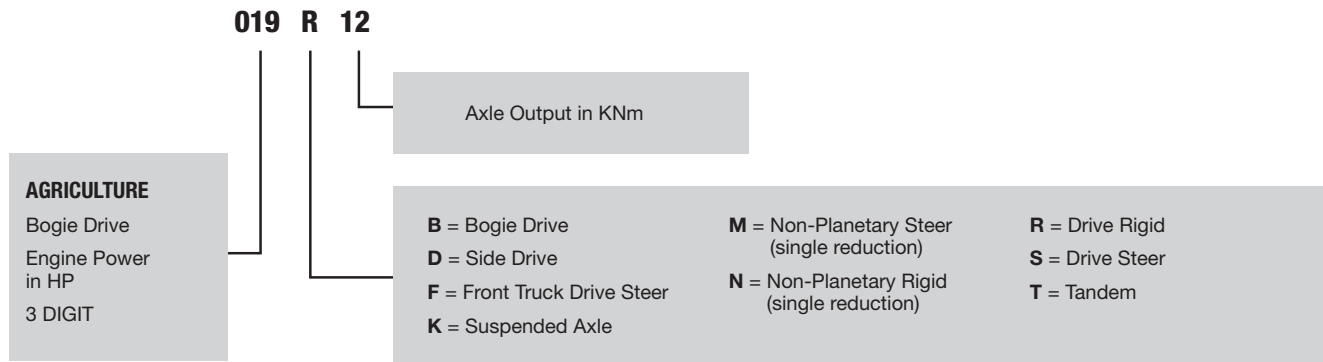 019 R 12
Axle Output in KNm
AGRICULTURE
Bogie Drive
Engine Power
in HP
3 DIGIT
B = Bogie Drive
D = Side Drive
F = Front Truck Drive Steer
K = Suspended Axle
M = Non-Planetary Steer
(single reduction)
N = Non-Planetary Rigid
(single reduction)
R = Drive Rigid
S = Drive Steer
T = Tandem